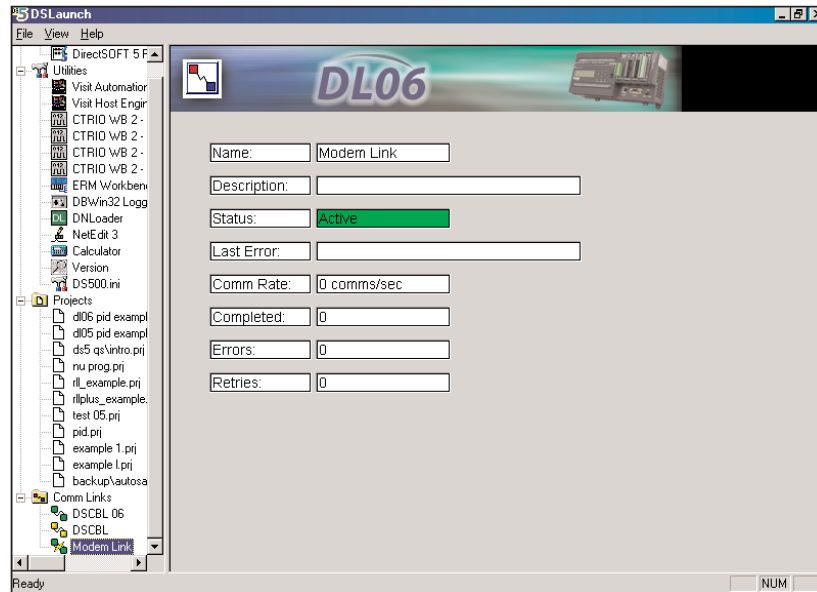 DSLaunch
File View Help
DirectSOFT 5 F
Utilities
Visit Automation
Visit Host Engin
CTRIO WB 2 -
CTRIO WB 2 -
CTRIO WB 2 -
CTRIO WB 2 -
ERM Workben
DBWin32 Logg
DNLoader
NetEdit 3
Calculator
Version
DS500.ini
Projects
dl06 pid exampl
dl05 pid exampl
ds5 qs\intro.prj
nu prog.prj
rll_example.prj
rllplus_example.
test 05.prj
pid.prj
example 1.prj
example I.prj
backup\autosa
Comm Links
DSCBL 06
DSCBL
Modem Link
DL06
Name: Modem Link
Description:
Status: Active
Last Error:
Comm Rate: 0 comms/sec
Completed: 0
Errors: 0
Retries: 0
Ready
NUM